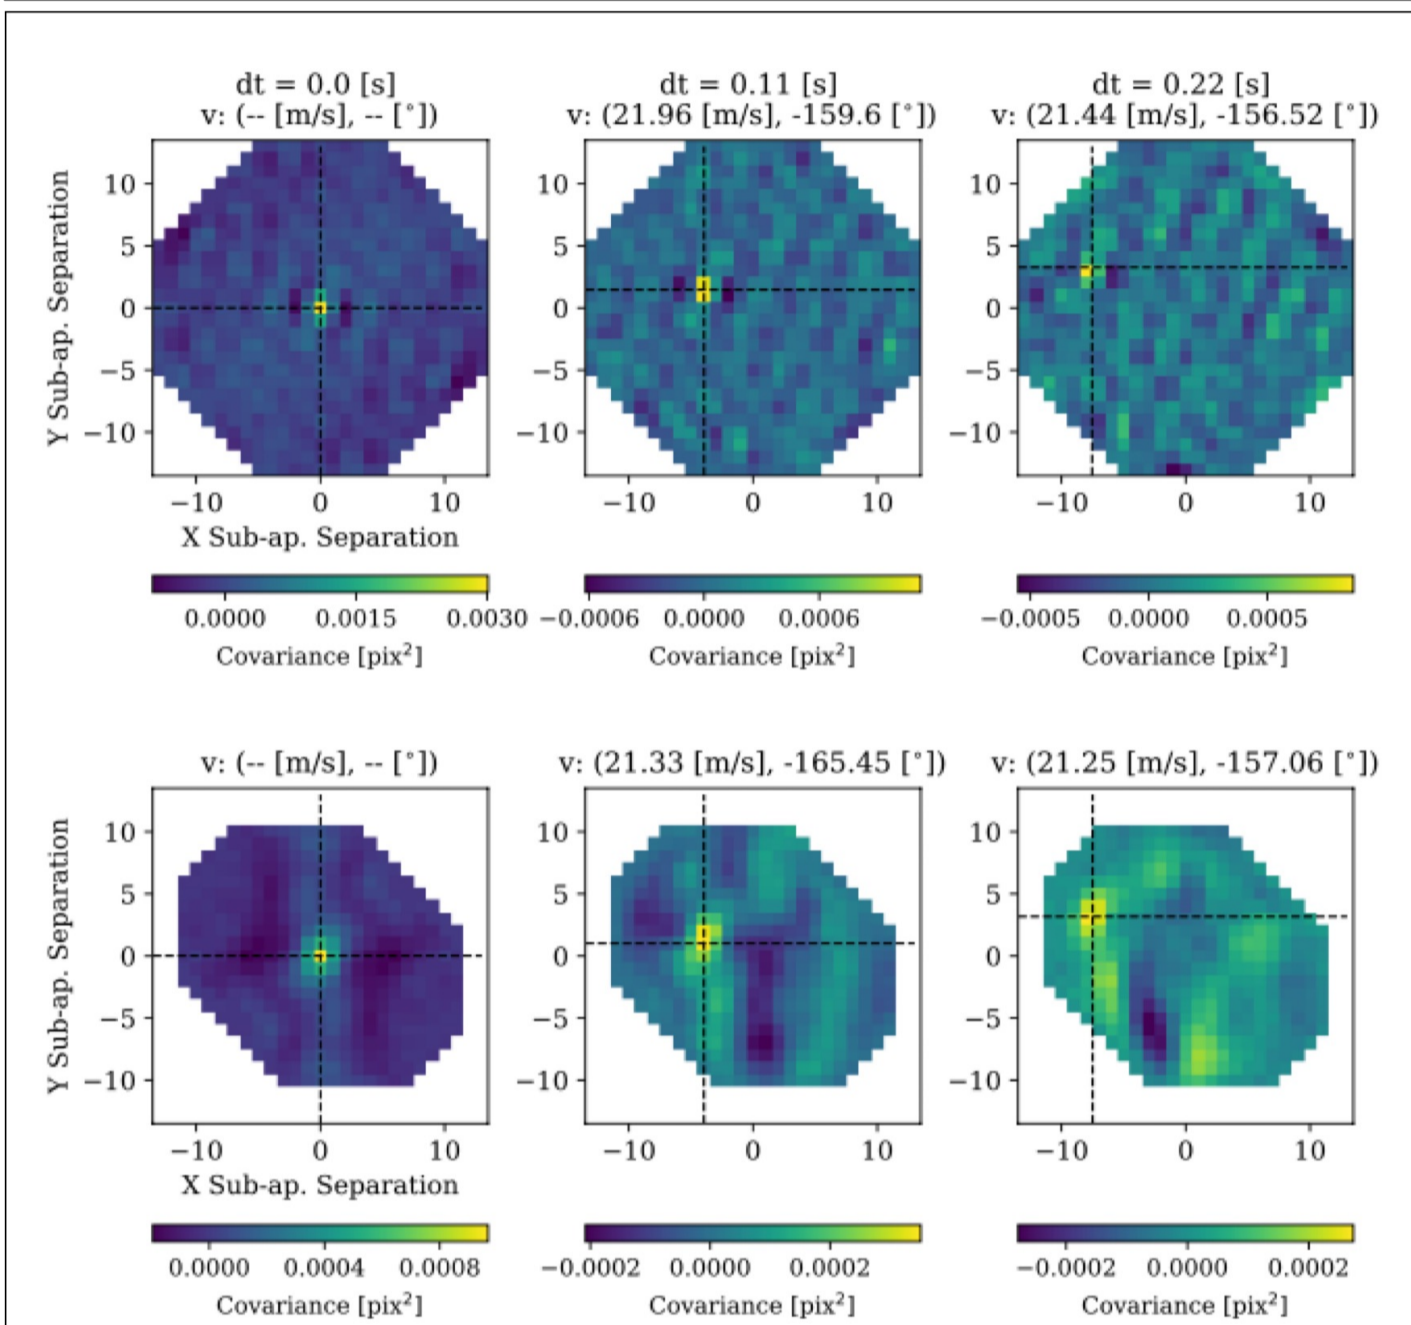 dt = 0.0 [s]
v: (-- [m/s], -- [°])
dt = 0.11 [s]
v: (21.96 [m/s], -159.6 [°])
dt = 0.22 [s]
v: (21.44 [m/s], -156.52 [°])
Y Sub-ap. Separation
10
5
0
−5
−10
10
5
0
−5
−10
10
5
0
−5
−10
−10 0 10
−10 0 10
−10 0 10
X Sub-ap. Separation
0.0000 0.0015 0.0030
−0.0006 0.0000 0.0006
−0.0005 0.0000 0.0005
Covariance [pix²]
Covariance [pix²]
Covariance [pix²]
v: (-- [m/s], -- [°])
v: (21.33 [m/s], -165.45 [°])
v: (21.25 [m/s], -157.06 [°])
Y Sub-ap. Separation
10
5
0
−5
−10
10
5
0
−5
−10
10
5
0
−5
−10
−10 0 10
−10 0 10
−10 0 10
X Sub-ap. Separation
0.0000 0.0004 0.0008
−0.0002 0.0000 0.0002
−0.0002 0.0000 0.0002
Covariance [pix²]
Covariance [pix²]
Covariance [pix²]